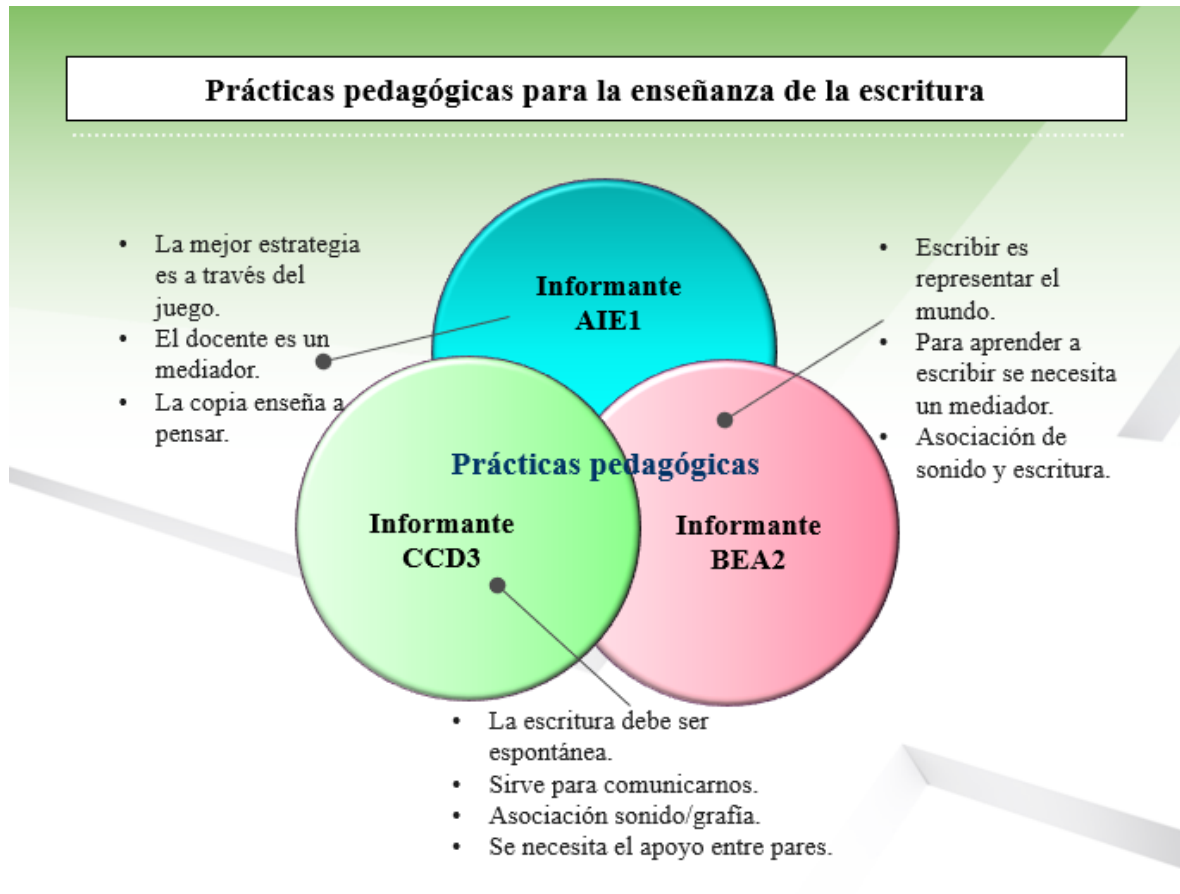 Prácticas pedagógicas para la enseñanza de la escritura
• La mejor estrategia
es a través del
juego.
• El docente es un
mediador.
• La copia enseña a
pensar.
Informante
AIE1
• Escribir es
representar el
mundo.
• Para aprender a
escribir se necesita
un mediador.
• Asociación de
sonido y escritura.
Prácticas pedagógicas
Informante
CCD3
Informante
BEA2
• La escritura debe ser
espontánea.
• Sirve para comunicarnos.
• Asociación sonido/grafía.
• Se necesita el apoyo entre pares.